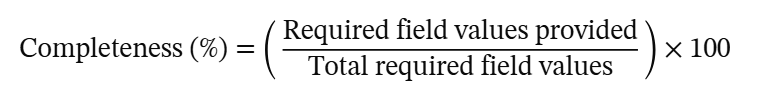 Completeness (%) = ( Required field values provided / Total required field values ) × 100